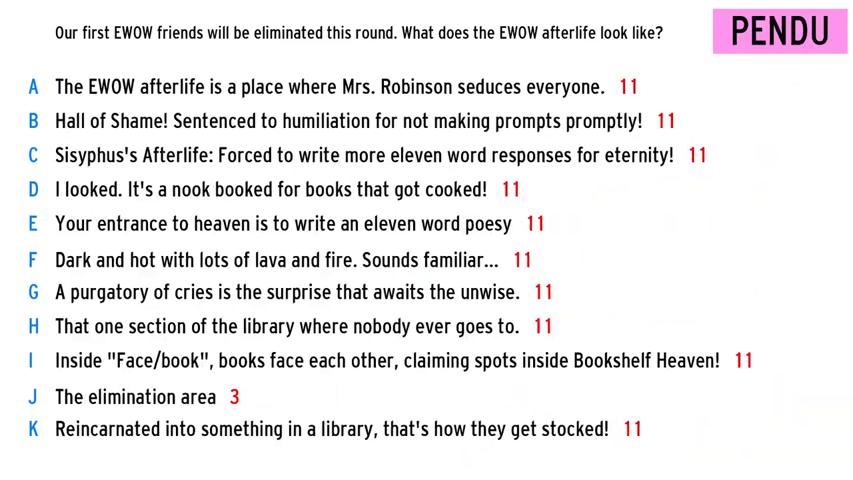 Our first EWOW friends will be eliminated this round. What does the EWOW afterlife look like?
PENDU
A The EWOW afterlife is a place where Mrs. Robinson seduces everyone. 11
B Hall of Shame! Sentenced to humiliation for not making prompts promptly! 11
C Sisyphus's Afterlife: Forced to write more eleven word responses for eternity! 11
D I looked. It's a nook booked for books that got cooked! 11
E Your entrance to heaven is to write an eleven word poesy 11
F Dark and hot with lots of lava and fire. Sounds familiar... 11
G A purgatory of cries is the surprise that awaits the unwise. 11
H That one section of the library where nobody ever goes to. 11
I Inside "Face/book", books face each other, claiming spots inside Bookshelf Heaven! 11
J The elimination area 3
K Reincarnated into something in a library, that's how they get stocked! 11